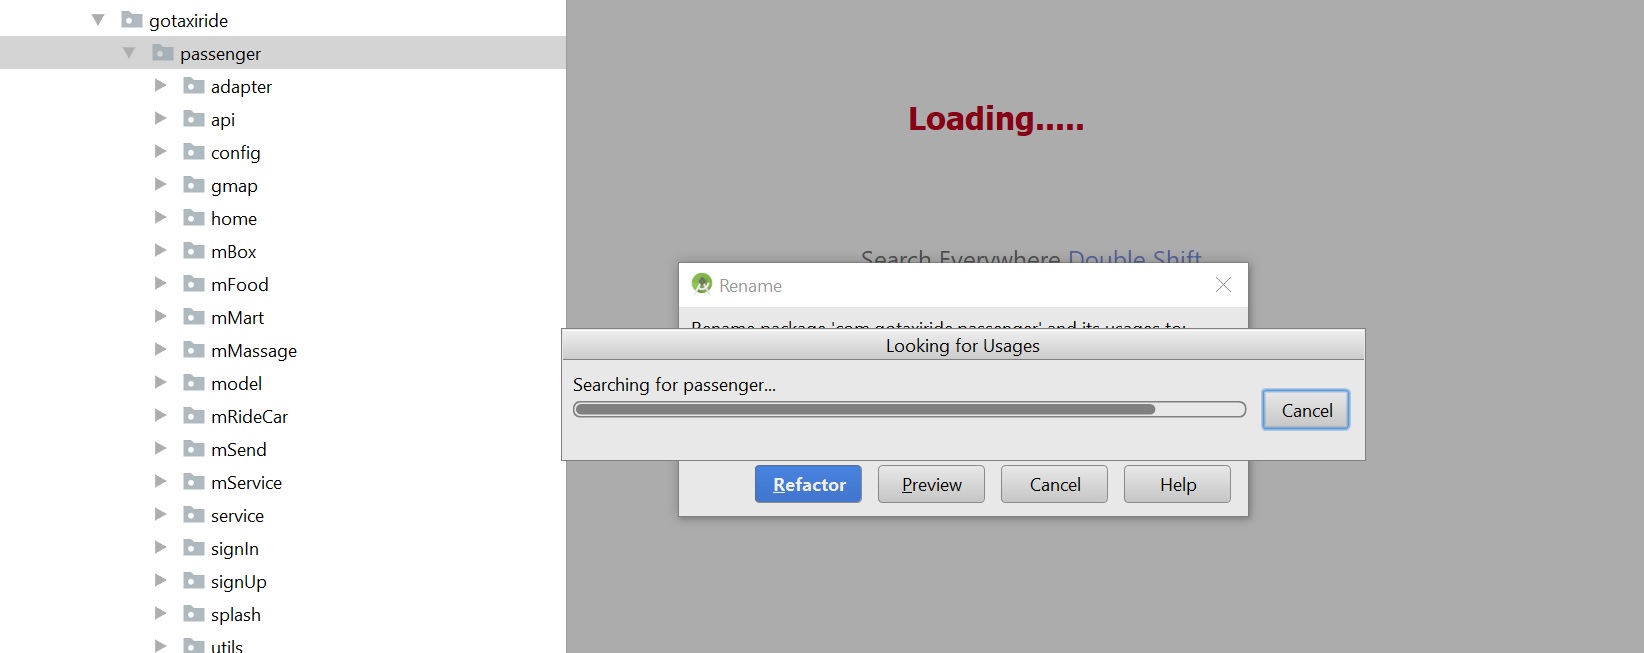 gotaxiride
passenger
adapter
api
config
gmap
home
mBox
mFood
mMart
mMassage
model
mRideCar
mSend
mService
service
signIn
signUp
splash
utils
Loading.....
Search Everywhere Double Shift
Rename
Rename package 'com.gotaxiride.passenger' and its usages to:
Looking for Usages
Searching for passenger...
Cancel
Refactor Preview Cancel Help